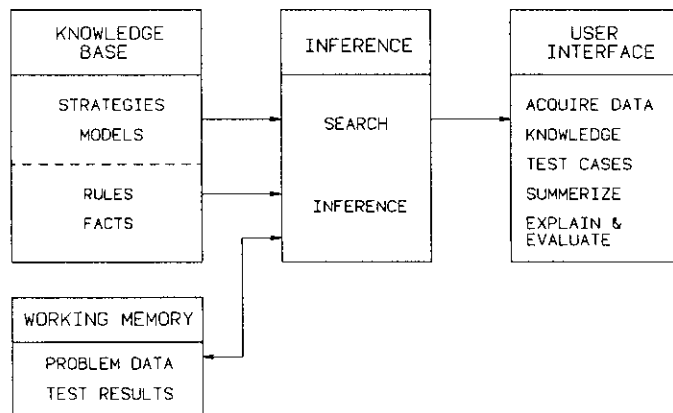 KNOWLEDGE
BASE
STRATEGIES
MODELS
RULES
FACTS
INFERENCE
SEARCH
INFERENCE
USER
INTERFACE
ACQUIRE DATA
KNOWLEDGE
TEST CASES
SUMMERIZE
EXPLAIN &
EVALUATE
WORKING MEMORY
PROBLEM DATA
TEST RESULTS